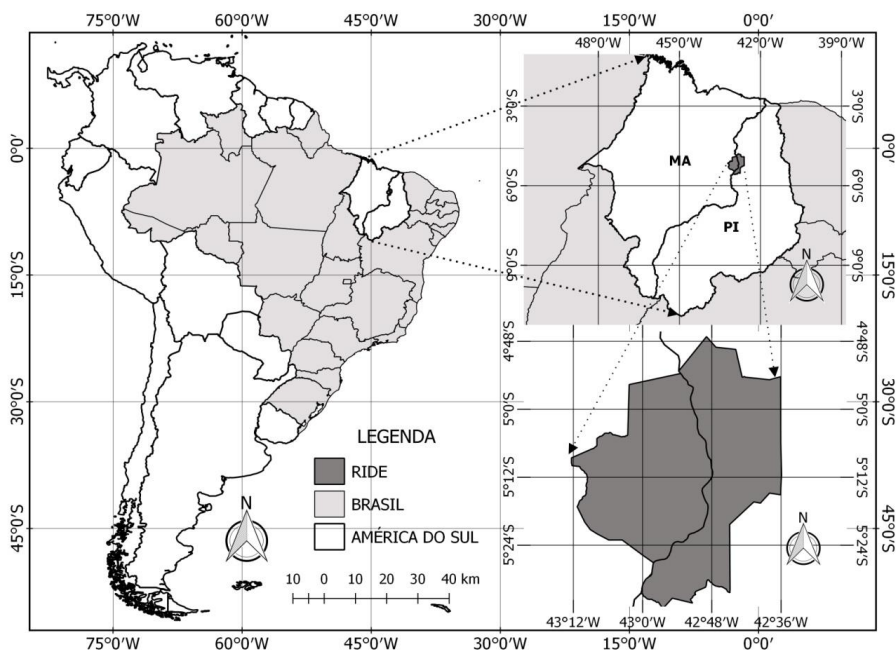 75°0'W 60°0'W 45°0'W 30°0'W 15°0'W 0°0'
48°0'W 45°0'W 42°0'W 39°0'W
3°0'S 3°0'S
0°0' 0°0'
MA
6°0'S 6°0'S
PI
9°0'S 9°0'S
N
15°0'S 15°0'S
4°48'S 4°48'S
30°0'S 30°0'S
5°0'S 5°0'S
LEGENDA
RIDE
BRASIL
AMÉRICA DO SUL
5°12'S 5°12'S
N
N
45°0'S 45°0'S
5°24'S 5°24'S
10 0 10 20 40 km
43°12'W 43°0'W 42°48'W 42°36'W
75°0'W 60°0'W 45°0'W 30°0'W 15°0'W 0°0'